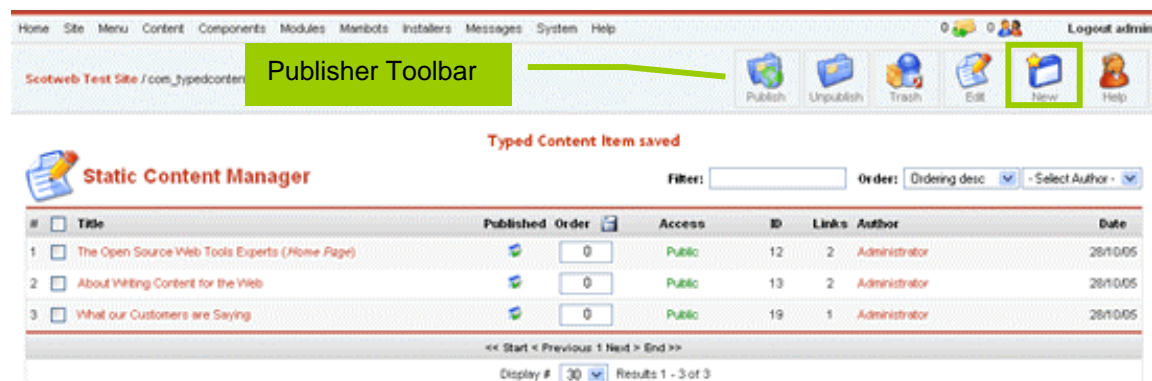 Home Site Menu Content Components Modules Mambots Installers Messages System Help 0 0 Logout admin
Scotweb Test Site / com_typedconten
Publisher Toolbar
Publish Unpublish Trash Edit New Help
Typed Content Item saved
Static Content Manager Filter: Order: Ordering desc - Select Author -
# Title Published Order Access ID Links Author Date
1 The Open Source Web Tools Experts (Home Page) 0 Public 12 2 Administrator 28/10/05
2 About Writing Content for the Web 0 Public 13 2 Administrator 28/10/05
3 What our Customers are Saying 0 Public 19 1 Administrator 28/10/05
<< Start < Previous 1 Next > End >>
Display # 30 Results 1 - 3 of 3